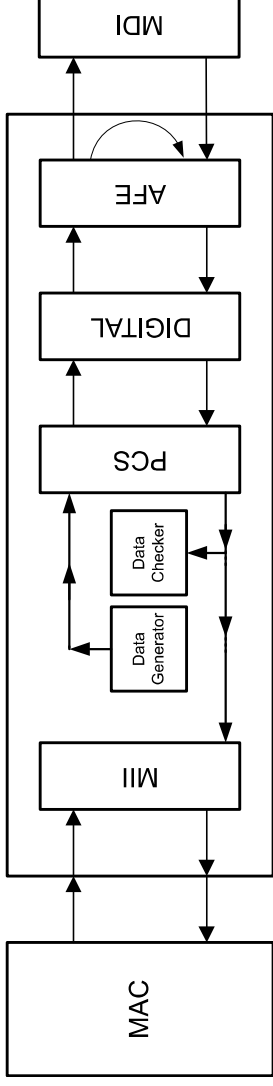 MDI
AFE
DIGITAL
PCS
Data
Checker
Data
Generator
MII
MAC